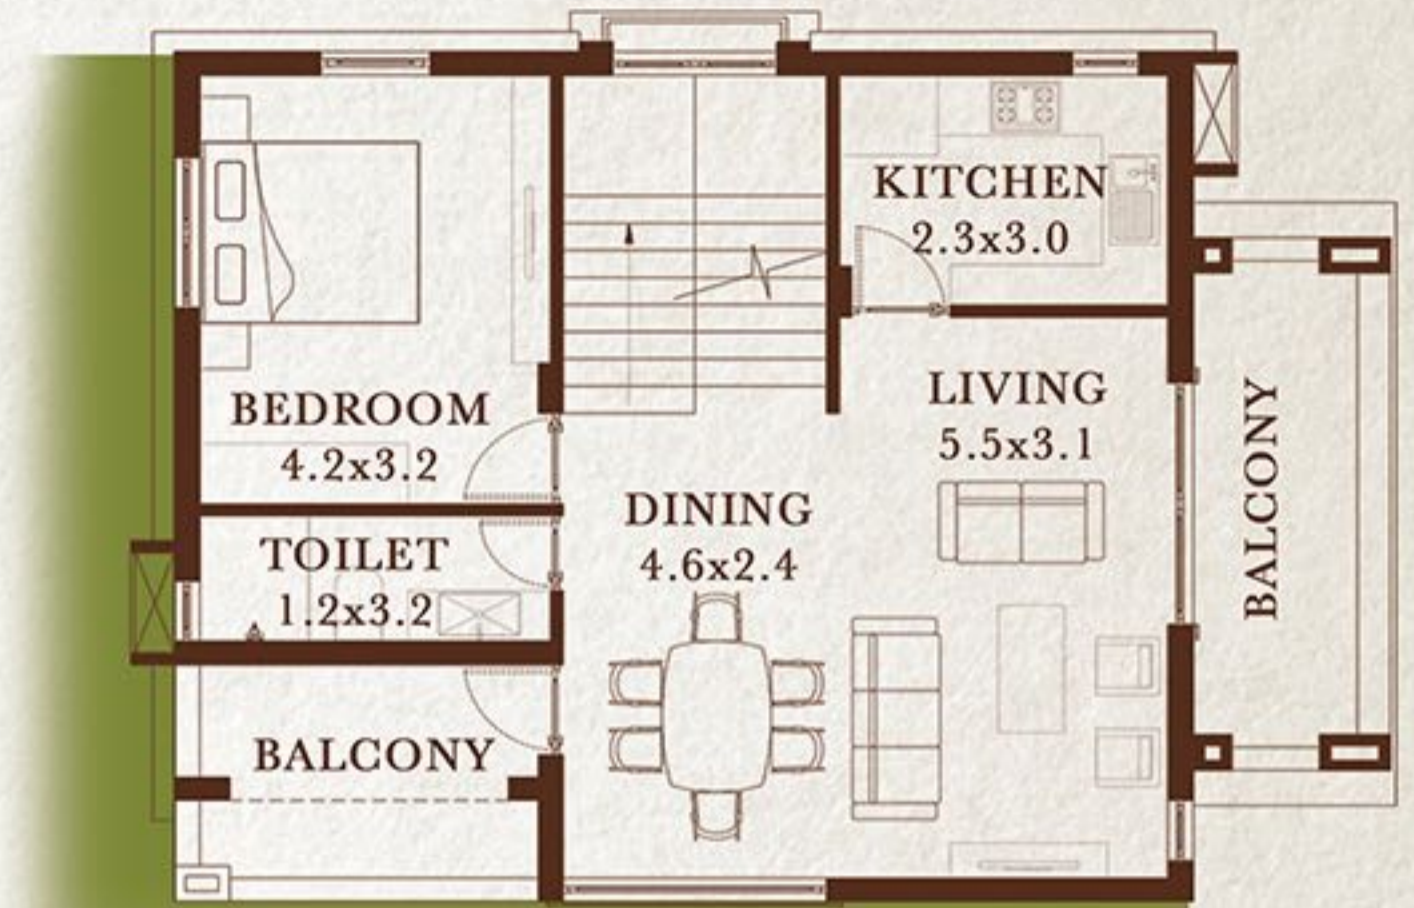 KITCHEN
2.3x3.0
BEDROOM
4.2x3.2
LIVING
5.5x3.1
DINING
4.6x2.4
TOILET
1.2x3.2
BALCONY
BALCONY